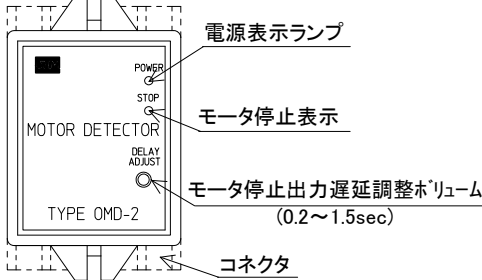 電源表示ランプ
POWER
STOP
モータ停止表示
MOTOR DETECTOR
DELAY
ADJUST
モータ停止出力遅延調整ボリューム
(0.2～1.5sec)
TYPE OMD-2
コネクタ